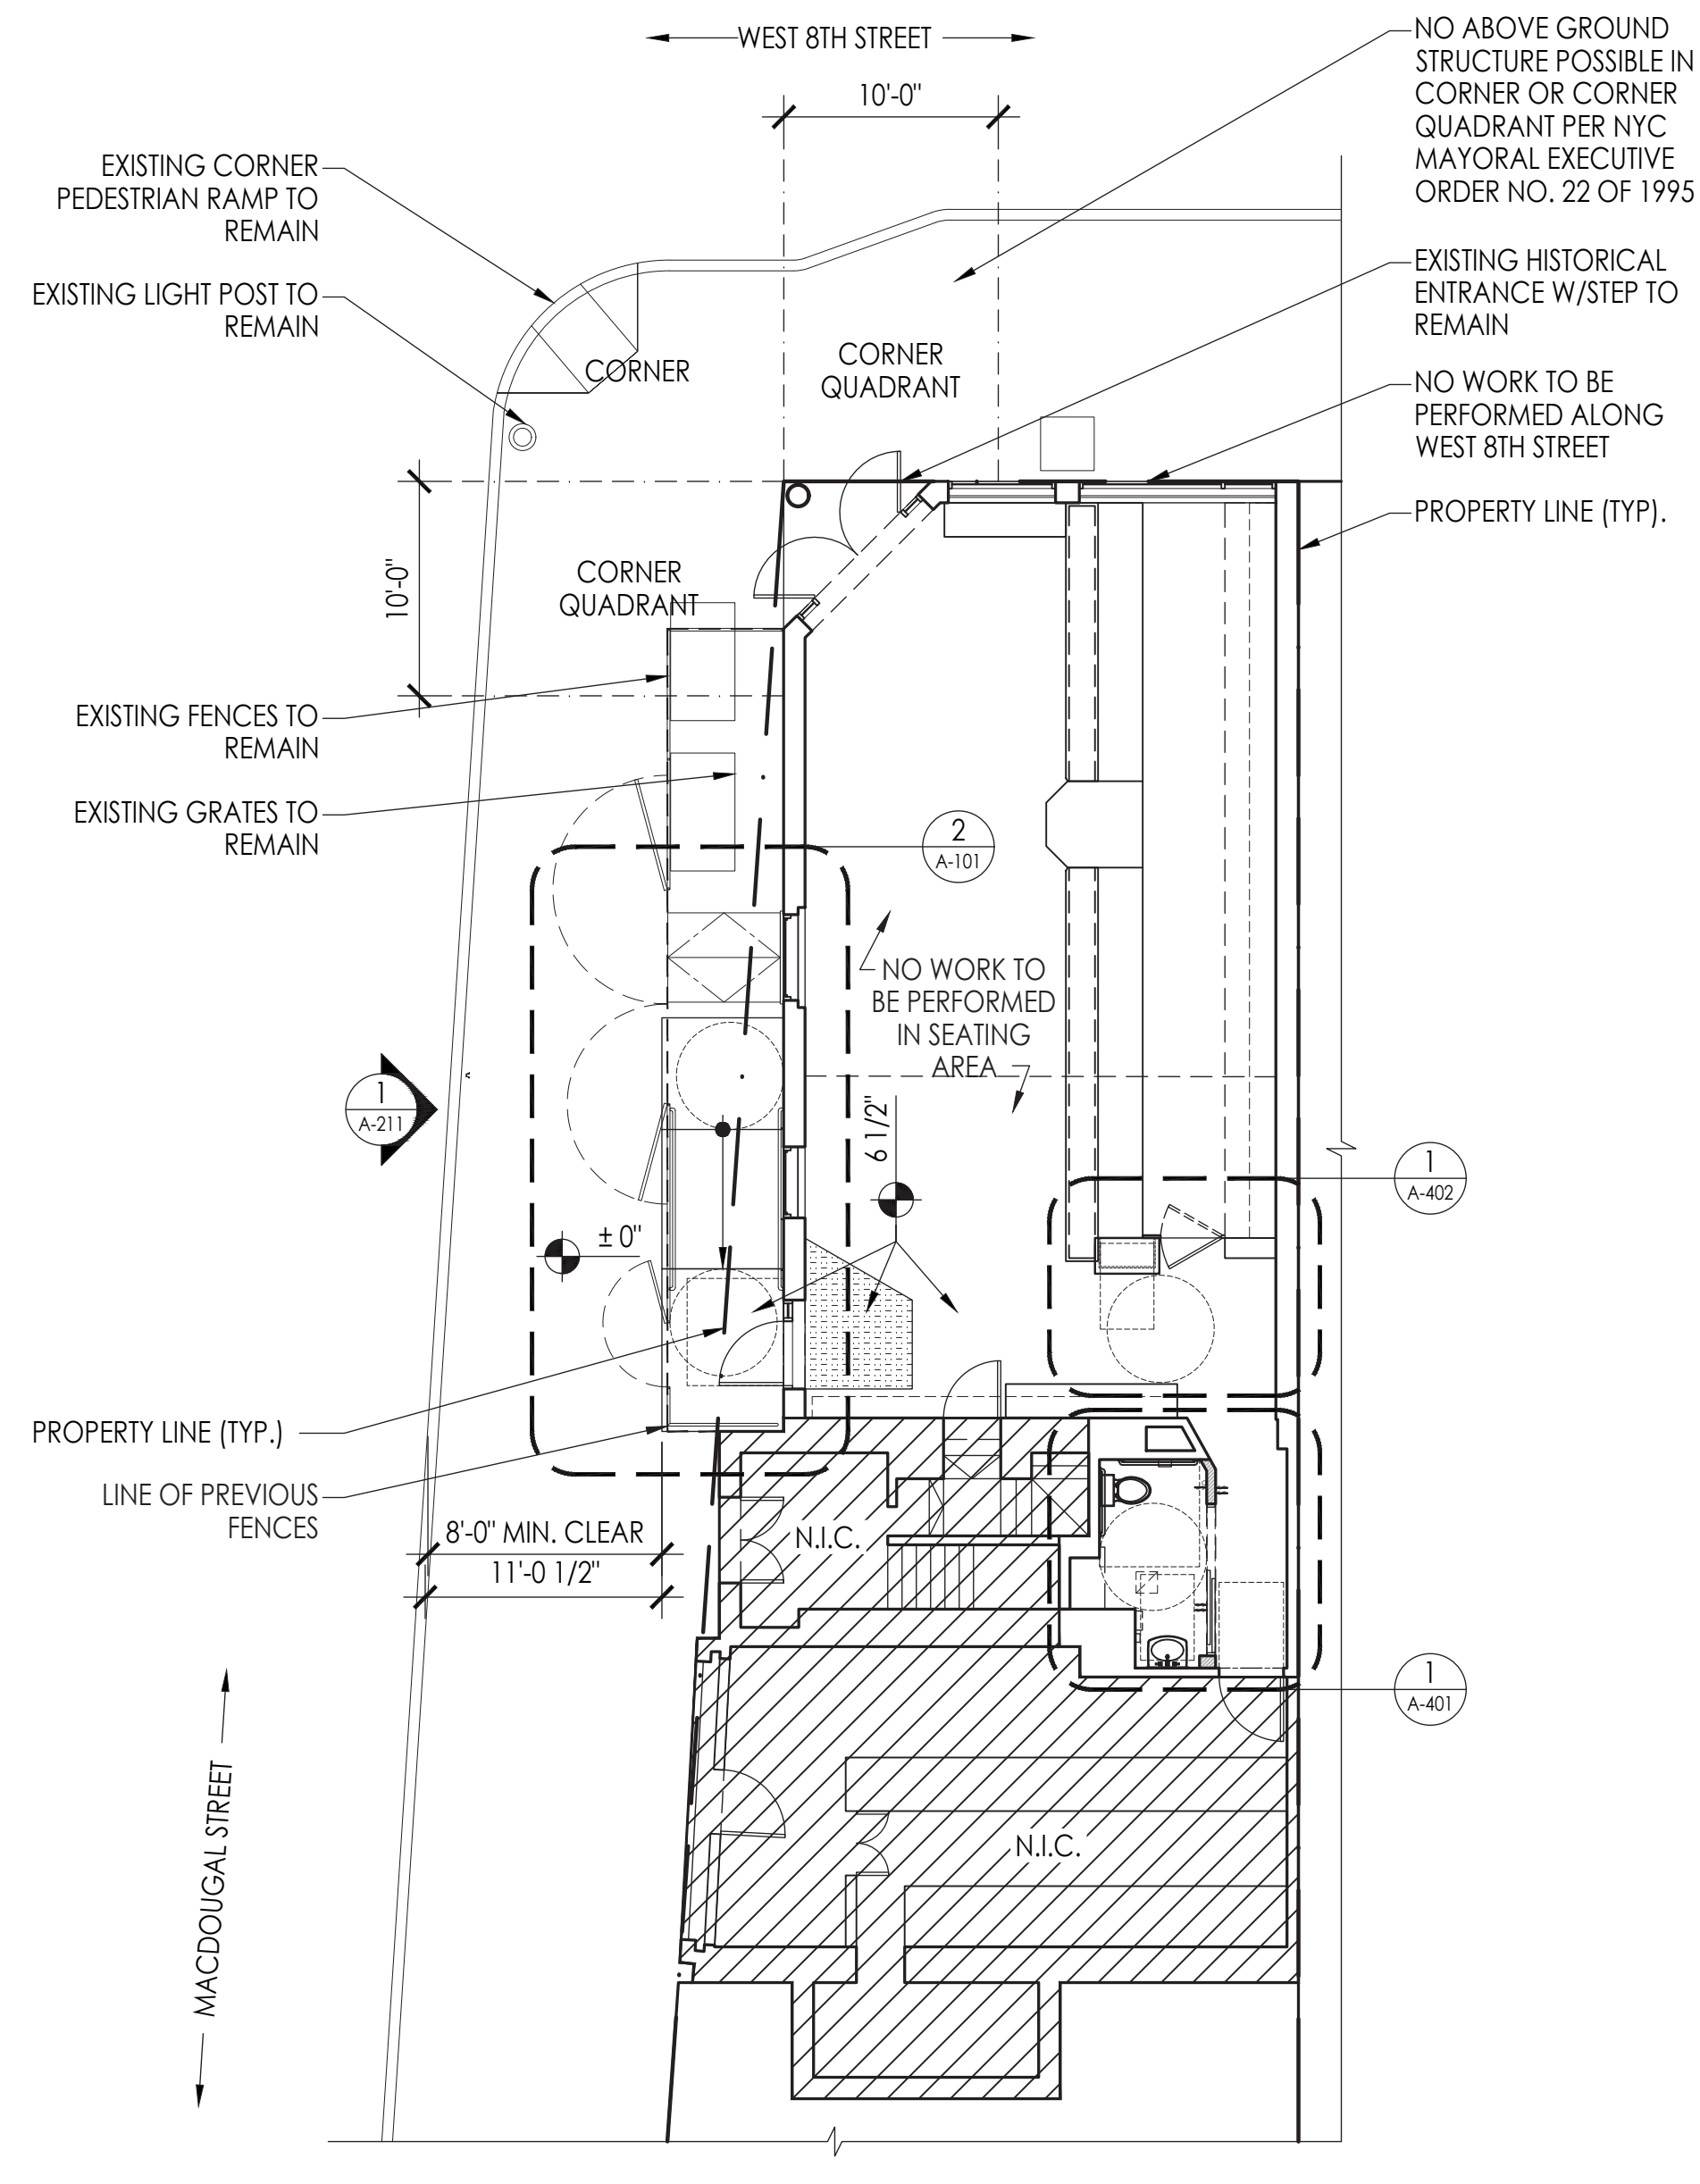 WEST 8TH STREET
10'-0"
NO ABOVE GROUND
STRUCTURE POSSIBLE IN
CORNER OR CORNER
QUADRANT PER NYC
MAYORAL EXECUTIVE
ORDER NO. 22 OF 1995
EXISTING CORNER
PEDESTRIAN RAMP TO
REMAIN
EXISTING LIGHT POST TO
REMAIN
EXISTING HISTORICAL
ENTRANCE W/STEP TO
REMAIN
CORNER
CORNER
QUADRANT
NO WORK TO BE
PERFORMED ALONG
WEST 8TH STREET
PROPERTY LINE (TYP).
10'-0"
CORNER
QUADRANT
EXISTING FENCES TO
REMAIN
EXISTING GRATES TO
REMAIN
2
A-101
NO WORK TO
BE PERFORMED
IN SEATING
AREA
1
A-211
6 1/2"
1
A-402
± 0"
PROPERTY LINE (TYP.)
LINE OF PREVIOUS
FENCES
8'-0" MIN. CLEAR
11'-0 1/2"
N.I.C.
1
A-401
MACDOUGAL STREET
N.I.C.